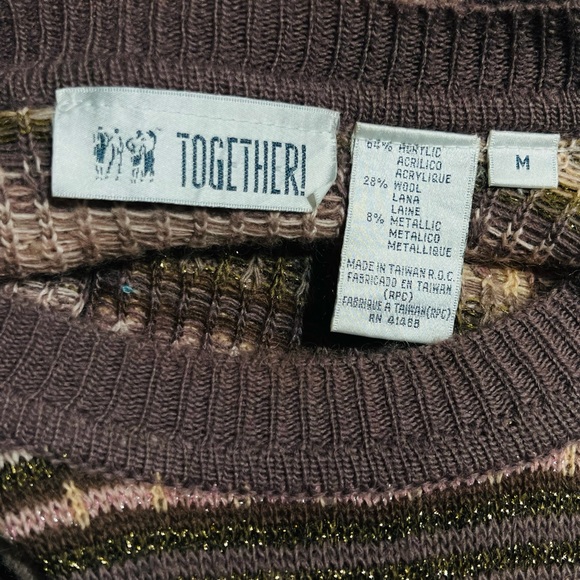 TOGETHER!
64% ACRYLIC
ACRILICO
ACRYLIQUE
28% WOOL
LANA
LAINE
8% METALLIC
METALICO
METALLIQUE
MADE IN TAIWAN R.O.C.
FABRICADO EN TAIWAN
(RPC)
FABRIQUE A TAIWAN(RPC)
RN 41468
M